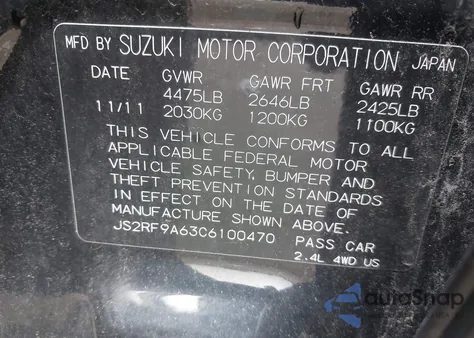 MFD BY SUZUKI MOTOR CORPORATION JAPAN
DATE GVWR GAWR FRT GAWR RR
4475LB 2646LB 2425LB
11/11 2030KG 1200KG 1100KG
THIS VEHICLE CONFORMS TO ALL
APPLICABLE FEDERAL MOTOR
VEHICLE SAFETY, BUMPER AND
THEFT PREVENTION STANDARDS
IN EFFECT ON THE DATE OF
MANUFACTURE SHOWN ABOVE.
JS2RF9A63C6100470 PASS CAR
2.4L 4WD US
autoSnap